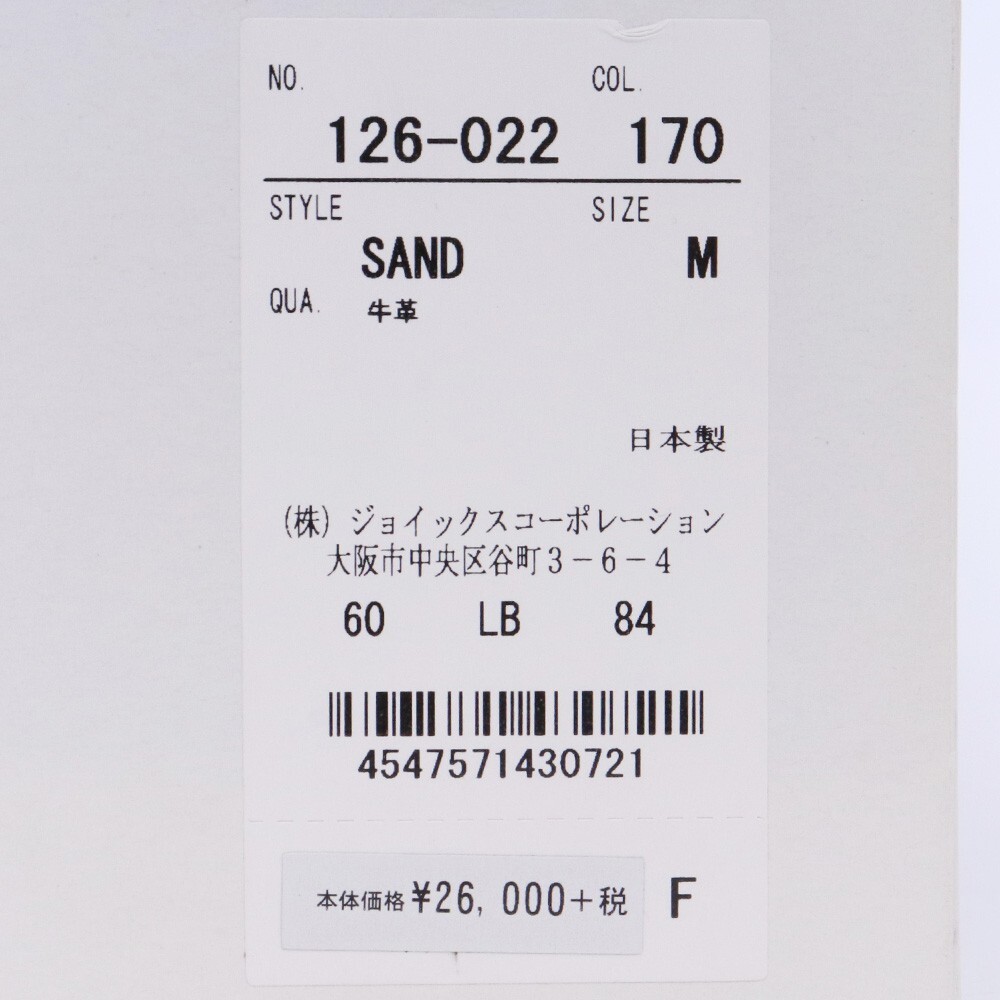 NO. COL.
126-022 170
STYLE SIZE
SAND M
QUA. 牛革
日本製
(株) ジョイックスコーポレーション
大阪市中央区谷町3-6-4
60 LB 84
4547571430721
本体価格 ¥26,000+税 F